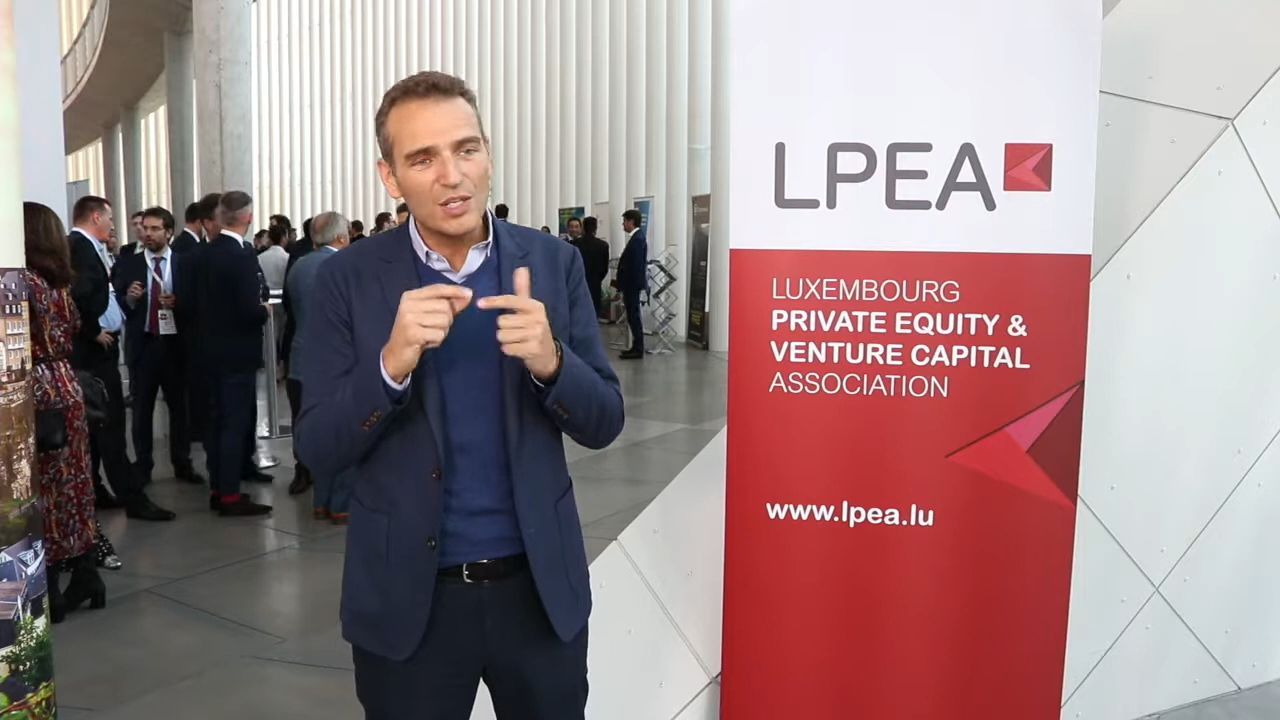 LPEA
LUXEMBOURG
PRIVATE EQUITY &
VENTURE CAPITAL
ASSOCIATION
www.lpea.lu